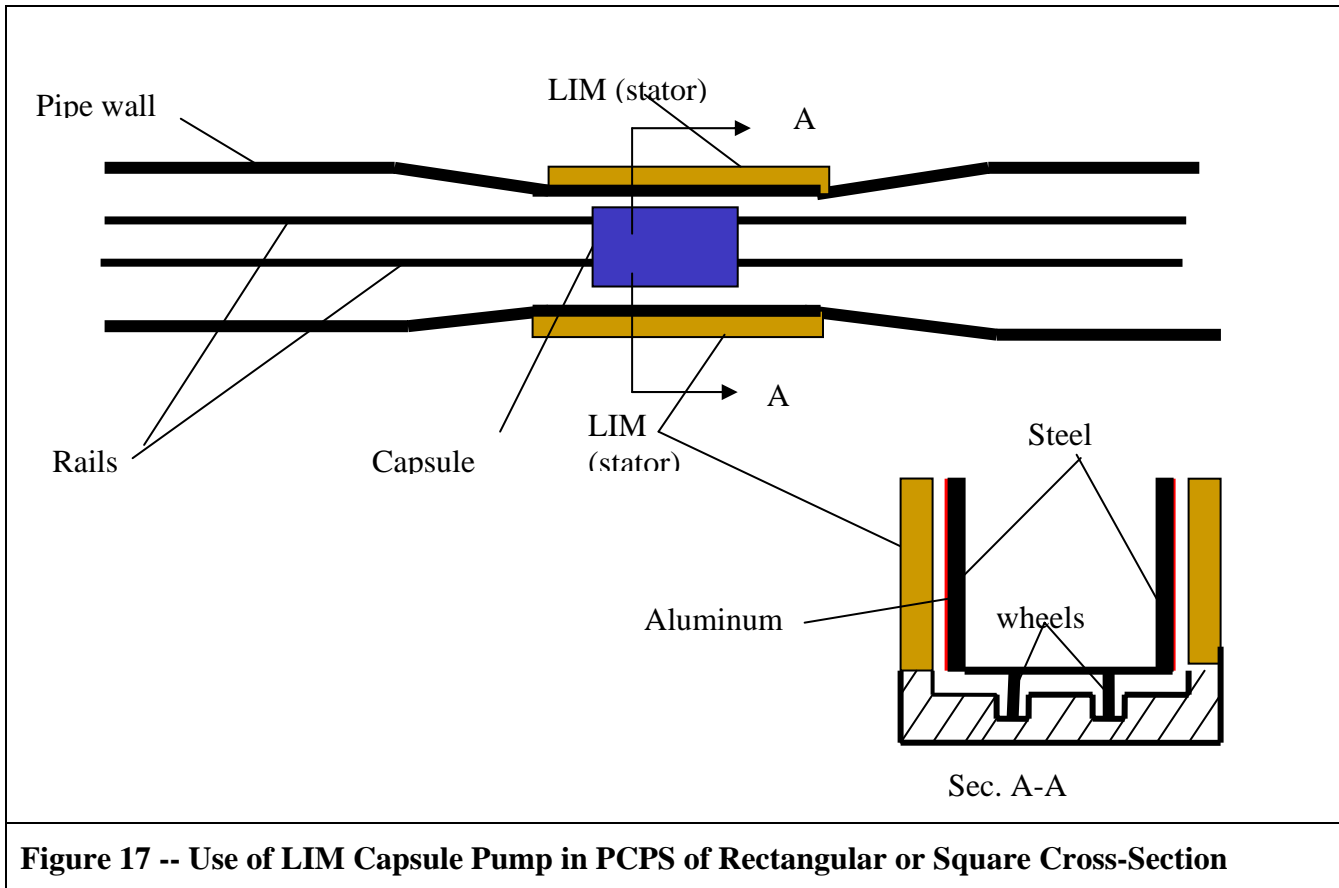 LIM (stator)
Pipe wall
A
A
LIM
(stator)
Rails
Capsule
Steel
Aluminum
wheels
Sec. A-A
Figure 17 -- Use of LIM Capsule Pump in PCPS of Rectangular or Square Cross-Section